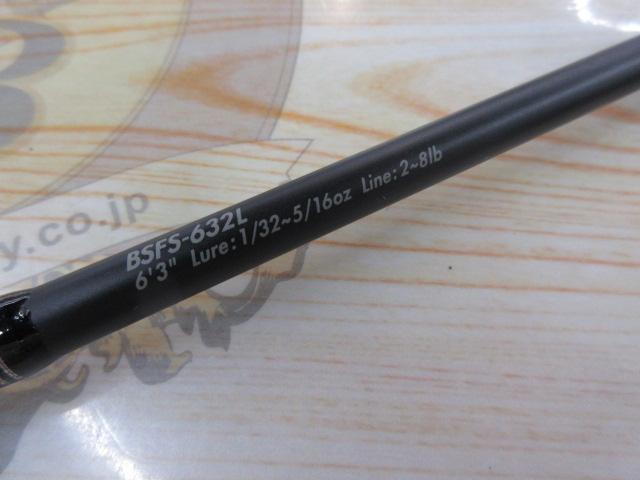 BSFS-632L
6'3" Lure:1/32~5/16oz Line:2~8lb
y.co.jp